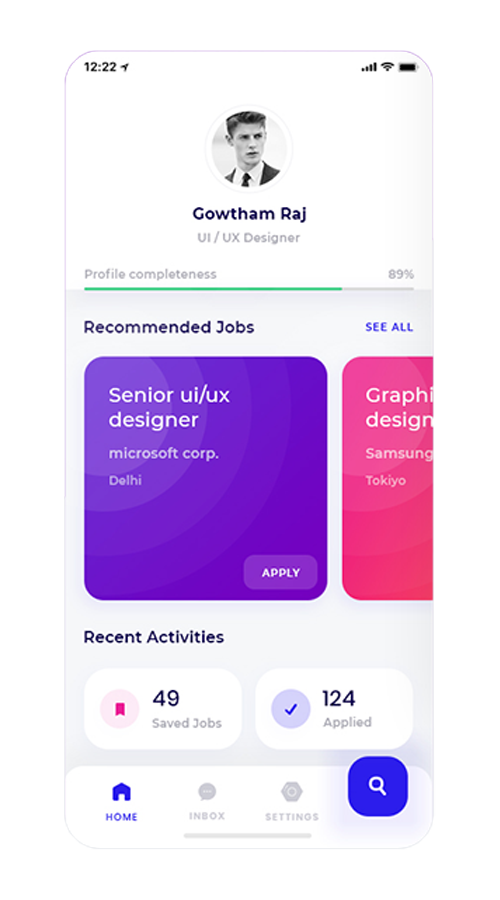 12:22
Gowtham Raj
UI / UX Designer
Profile completeness 89%
Recommended Jobs SEE ALL
Senior ui/ux
designer
microsoft corp.
Delhi
APPLY
Graphi
design
Samsung
Tokiyo
Recent Activities
49
Saved Jobs
124
Applied
HOME INBOX SETTINGS